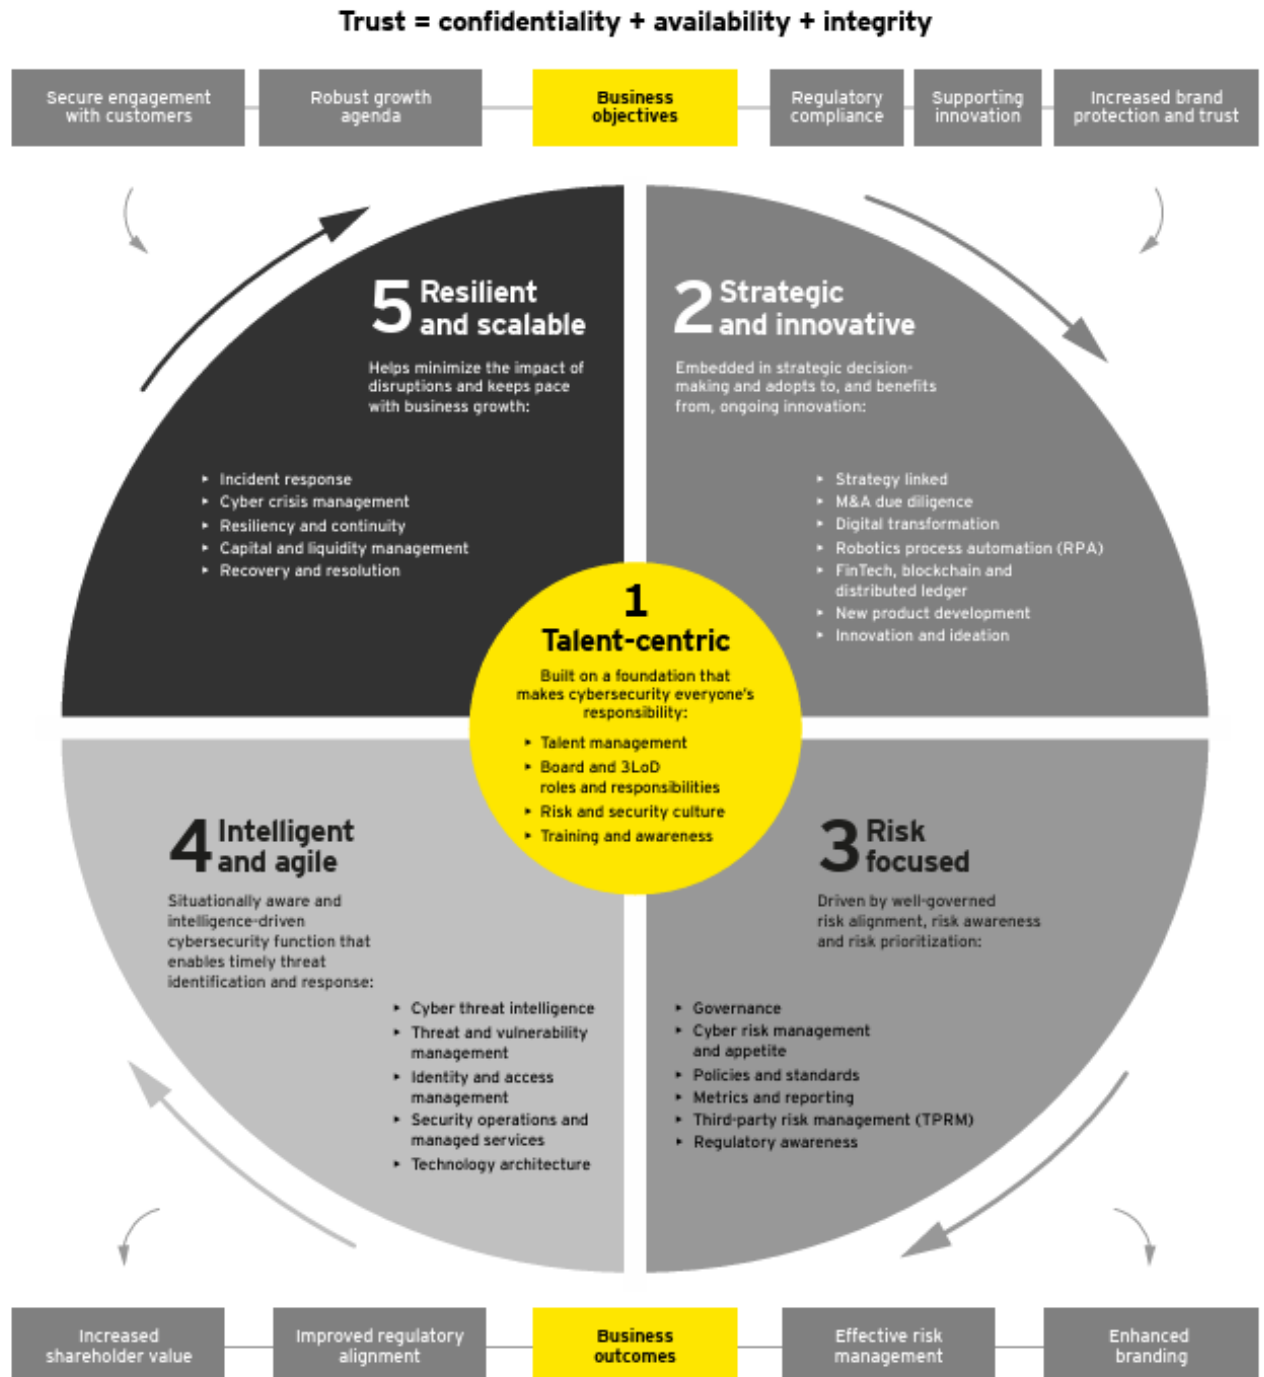 Trust = confidentiality + availability + integrity
Secure engagement
with customers
Robust growth
agenda
Business
objectives
Regulatory
compliance
Supporting
innovation
Increased brand
protection and trust
5 Resilient
and scalable
Helps minimize the impact of
disruptions and keeps pace
with business growth:
‣ Incident response
‣ Cyber crisis management
‣ Resiliency and continuity
‣ Capital and liquidity management
‣ Recovery and resolution
2 Strategic
and innovative
Embedded in strategic decision-
making and adopts to, and benefits
from, ongoing innovation:
‣ Strategy linked
‣ M&A due diligence
‣ Digital transformation
‣ Robotics process automation (RPA)
‣ FinTech, blockchain and
distributed ledger
‣ New product development
‣ Innovation and ideation
1
Talent-centric
Built on a foundation that
makes cybersecurity everyone's
responsibility:
‣ Talent management
‣ Board and 3LoD
roles and responsibilities
‣ Risk and security culture
‣ Training and awareness
4 Intelligent
and agile
Situationally aware and
intelligence-driven
cybersecurity function that
enables timely threat
identification and response:
‣ Cyber threat intelligence
‣ Threat and vulnerability
management
‣ Identity and access
management
‣ Security operations and
managed services
‣ Technology architecture
3 Risk
focused
Driven by well-governed
risk alignment, risk awareness
and risk prioritization:
‣ Governance
‣ Cyber risk management
and appetite
‣ Policies and standards
‣ Metrics and reporting
‣ Third-party risk management (TPRM)
‣ Regulatory awareness
Increased
shareholder value
Improved regulatory
alignment
Business
outcomes
Effective risk
management
Enhanced
branding